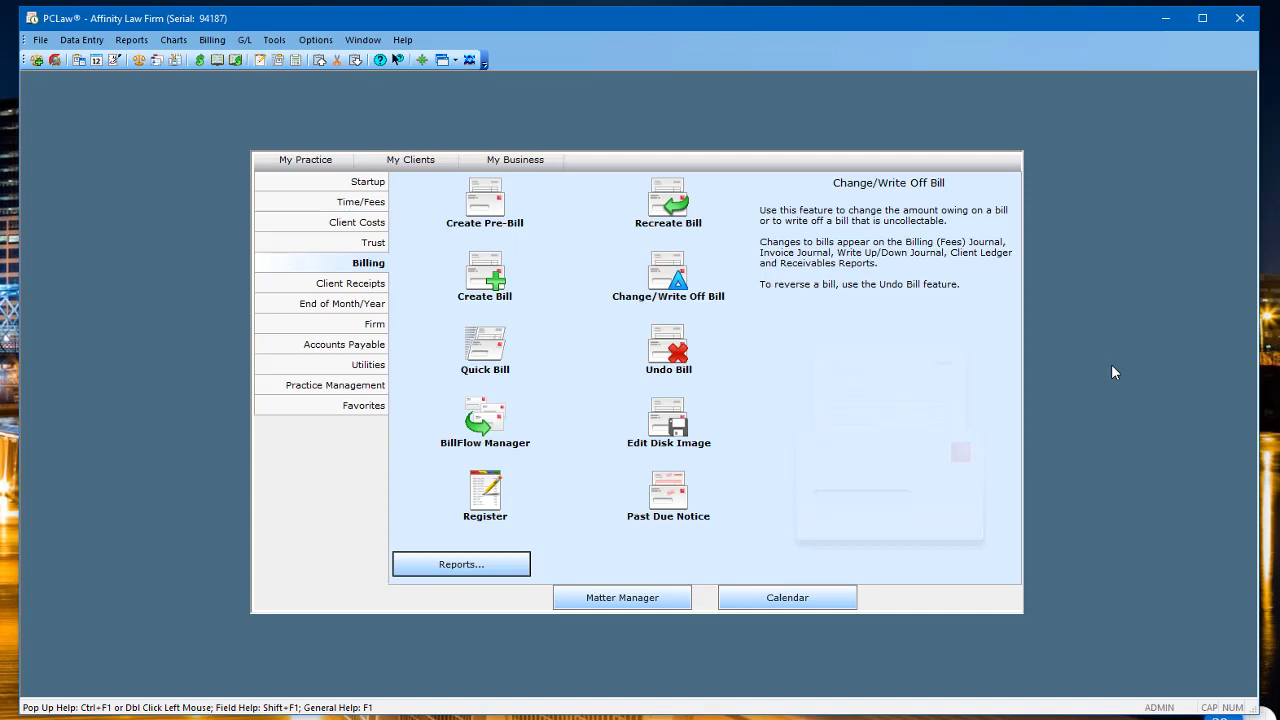 PCLaw® - Affinity Law Firm (Serial: 94187)
File Data Entry Reports Charts Billing G/L Tools Options Window Help
12
My Practice My Clients My Business
Startup
Time/Fees
Client Costs
Trust
Billing
Client Receipts
End of Month/Year
Firm
Accounts Payable
Utilities
Practice Management
Favorites
Create Pre-Bill
Recreate Bill
Create Bill
Change/Write Off Bill
Quick Bill
Undo Bill
BillFlow Manager
Edit Disk Image
Register
Past Due Notice
Change/Write Off Bill
Use this feature to change the amount owing on a bill
or to write off a bill that is uncollectable.
Changes to bills appear on the Billing (Fees) Journal,
Invoice Journal, Write Up/Down Journal, Client Ledger
and Receivables Reports.
To reverse a bill, use the Undo Bill feature.
Reports...
Matter Manager
Calendar
Pop Up Help: Ctrl+F1 or Dbl Click Left Mouse; Field Help: Shift+F1; General Help: F1
ADMIN CAP NUM